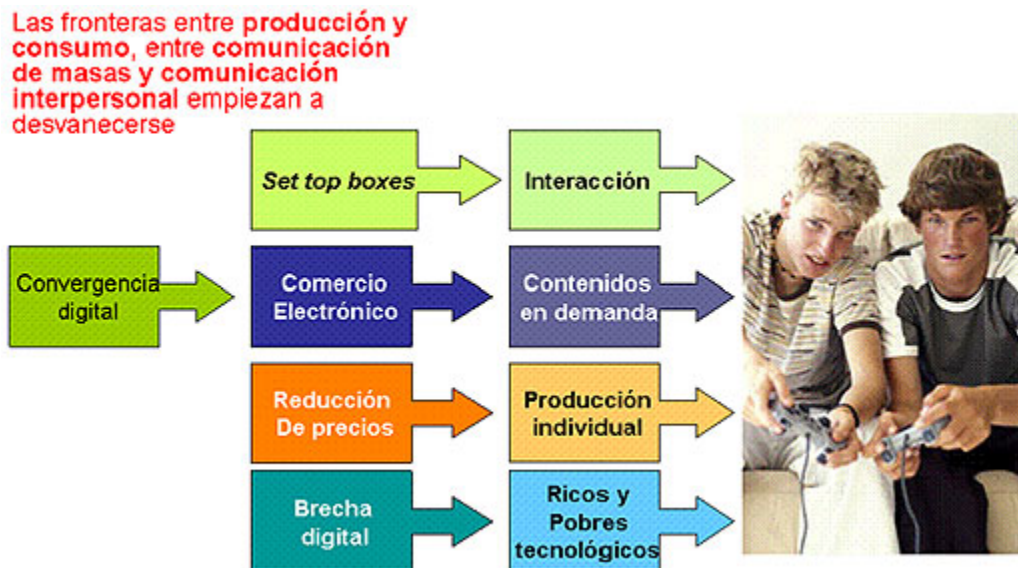 Las fronteras entre producción y
consumo, entre comunicación
de masas y comunicación
interpersonal empiezan a
desvanecerse
Set top boxes
Interacción
Convergencia
digital
Comercio
Electrónico
Contenidos
en demanda
Reducción
De precios
Producción
individual
Brecha
digital
Ricos y
Pobres
tecnológicos